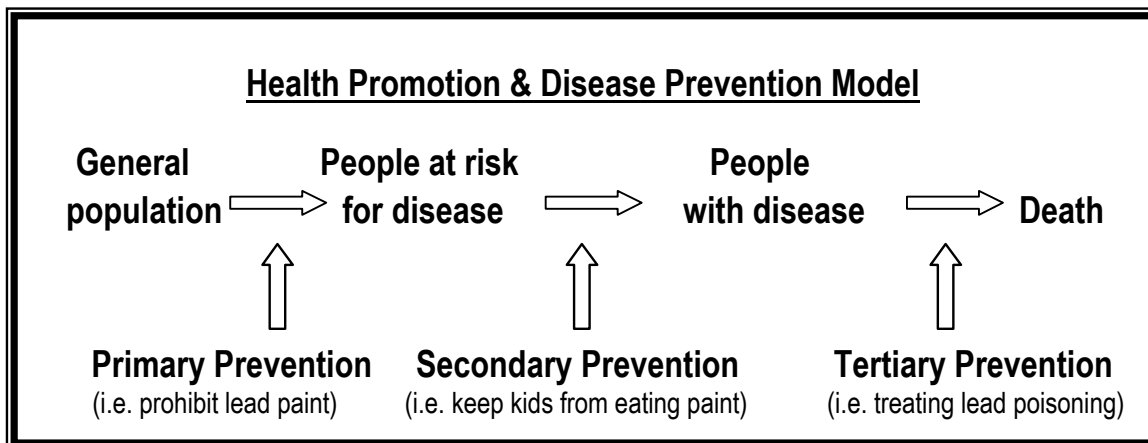 Health Promotion & Disease Prevention Model
General
population
People at risk
for disease
People
with disease
Death
Primary Prevention
(i.e. prohibit lead paint)
Secondary Prevention
(i.e. keep kids from eating paint)
Tertiary Prevention
(i.e. treating lead poisoning)